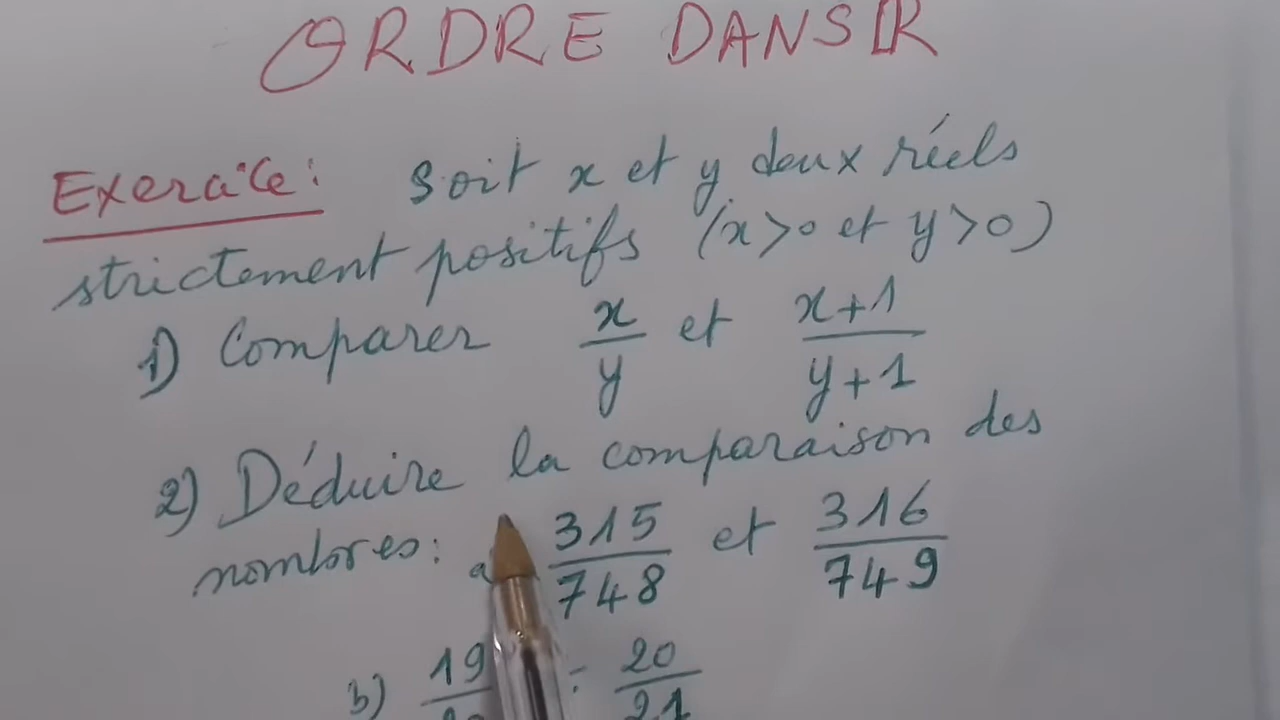 ORDRE DANS IR
Exercice: Soit x et y deux réels
strictement positifs (x>0 et y>0)
1) Comparer x/y et x+1/y+1
2) Déduire la comparaison des
nombres: a 315/748 et 316/749
b) 19 20/21